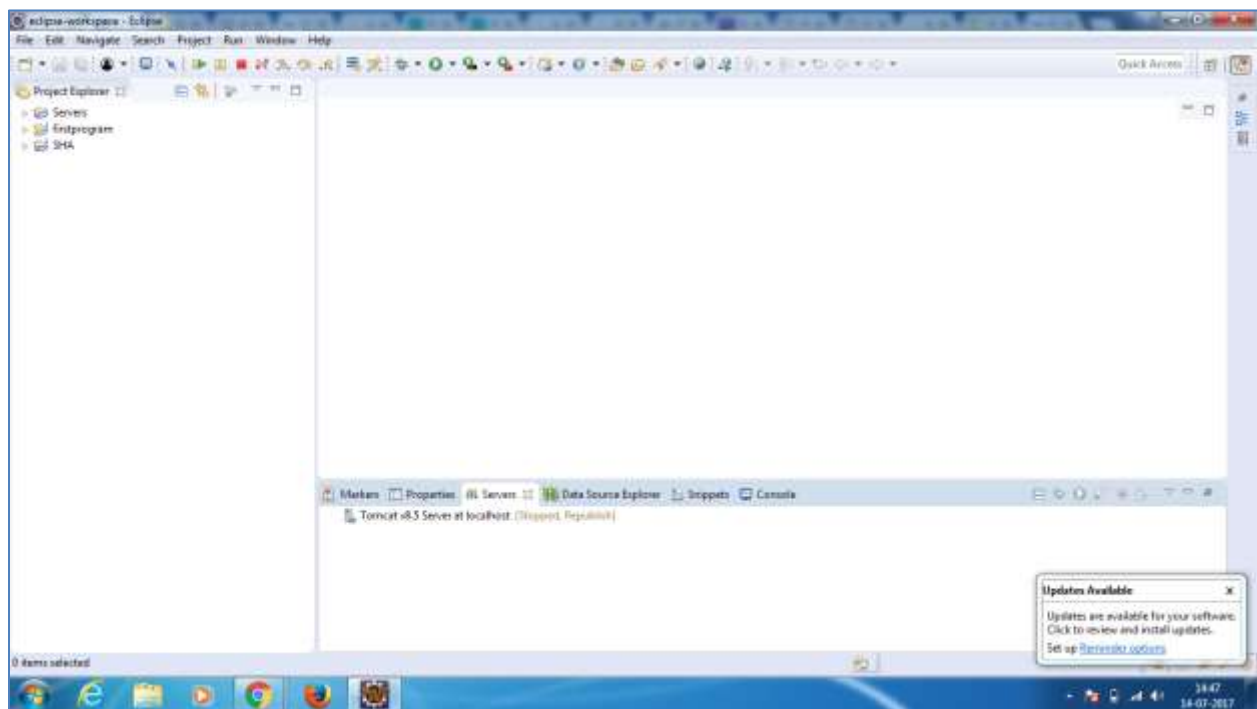 eclipse-workspace - Eclipse
File Edit Navigate Search Project Run Window Help
Quick Access
Project Explorer
Servers
firstprogram
SHA
Markers Properties Servers Data Source Explorer Snippets Console
Tomcat v8.5 Server at localhost [Stopped, Republish]
Updates Available x
Updates are available for your software.
Click to review and install updates.
Set up Reminder options
0 items selected
14:47
14-07-2017